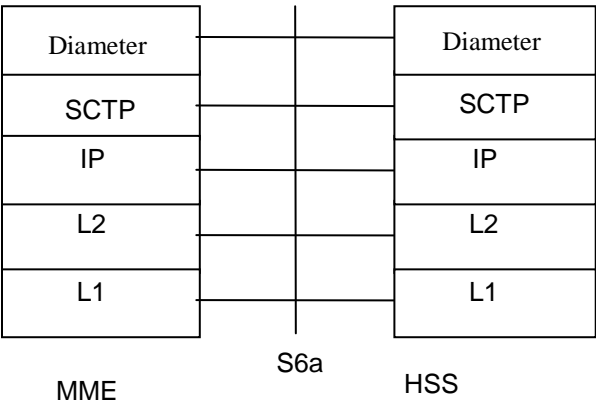 Diameter
Diameter
SCTP
SCTP
IP
IP
L2
L2
L1
L1
S6a
MME
HSS